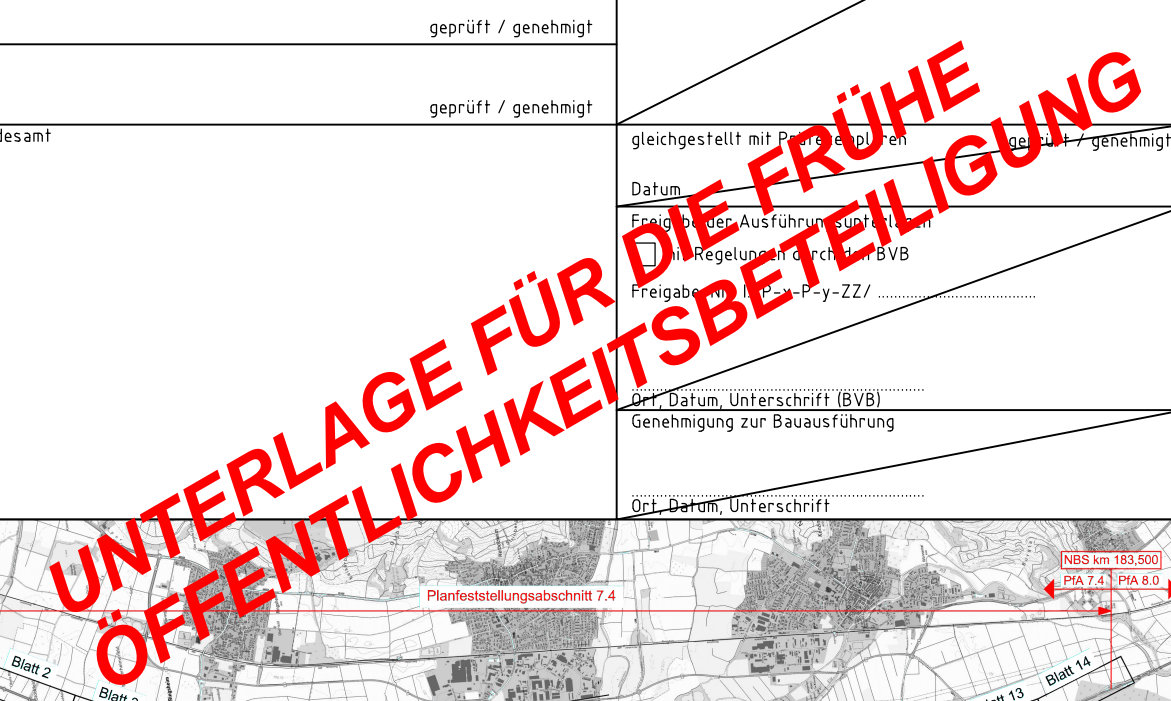 geprüft / genehmigt
geprüft / genehmigt
desamt
gleichgestellt mit Prüfexemplaren
geprüft / genehmigt
Datum
Freigabe der Ausführungsunterlagen
mit Regelungen durch den BVB
Freigabe-Nr.
P-y-ZZ/
Ort, Datum, Unterschrift (BVB)
Genehmigung zur Bauausführung
Ort, Datum, Unterschrift
UNTERLAGE FÜR DIE FRÜHE
ÖFFENTLICHKEITSBETEILIGUNG
NBS km 183,500
PfA 7.4 PfA 8.0
Planfeststellungsabschnitt 7.4
Blatt 2
Blatt
Blatt 14
att 13